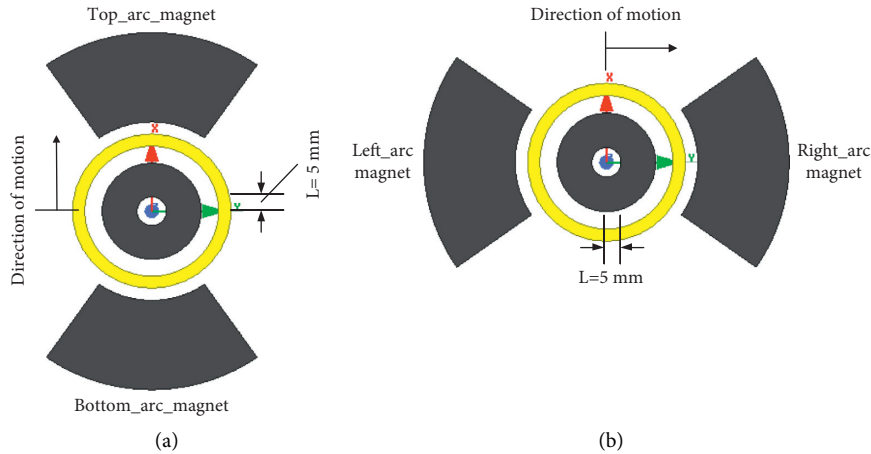 Top_arc_magnet
Direction of motion
X
Y
L= 5 mm
Bottom_arc_magnet
(a)
Direction of motion
X
Y
Left_arc
magnet
Right_arc
magnet
L=5 mm
(b)